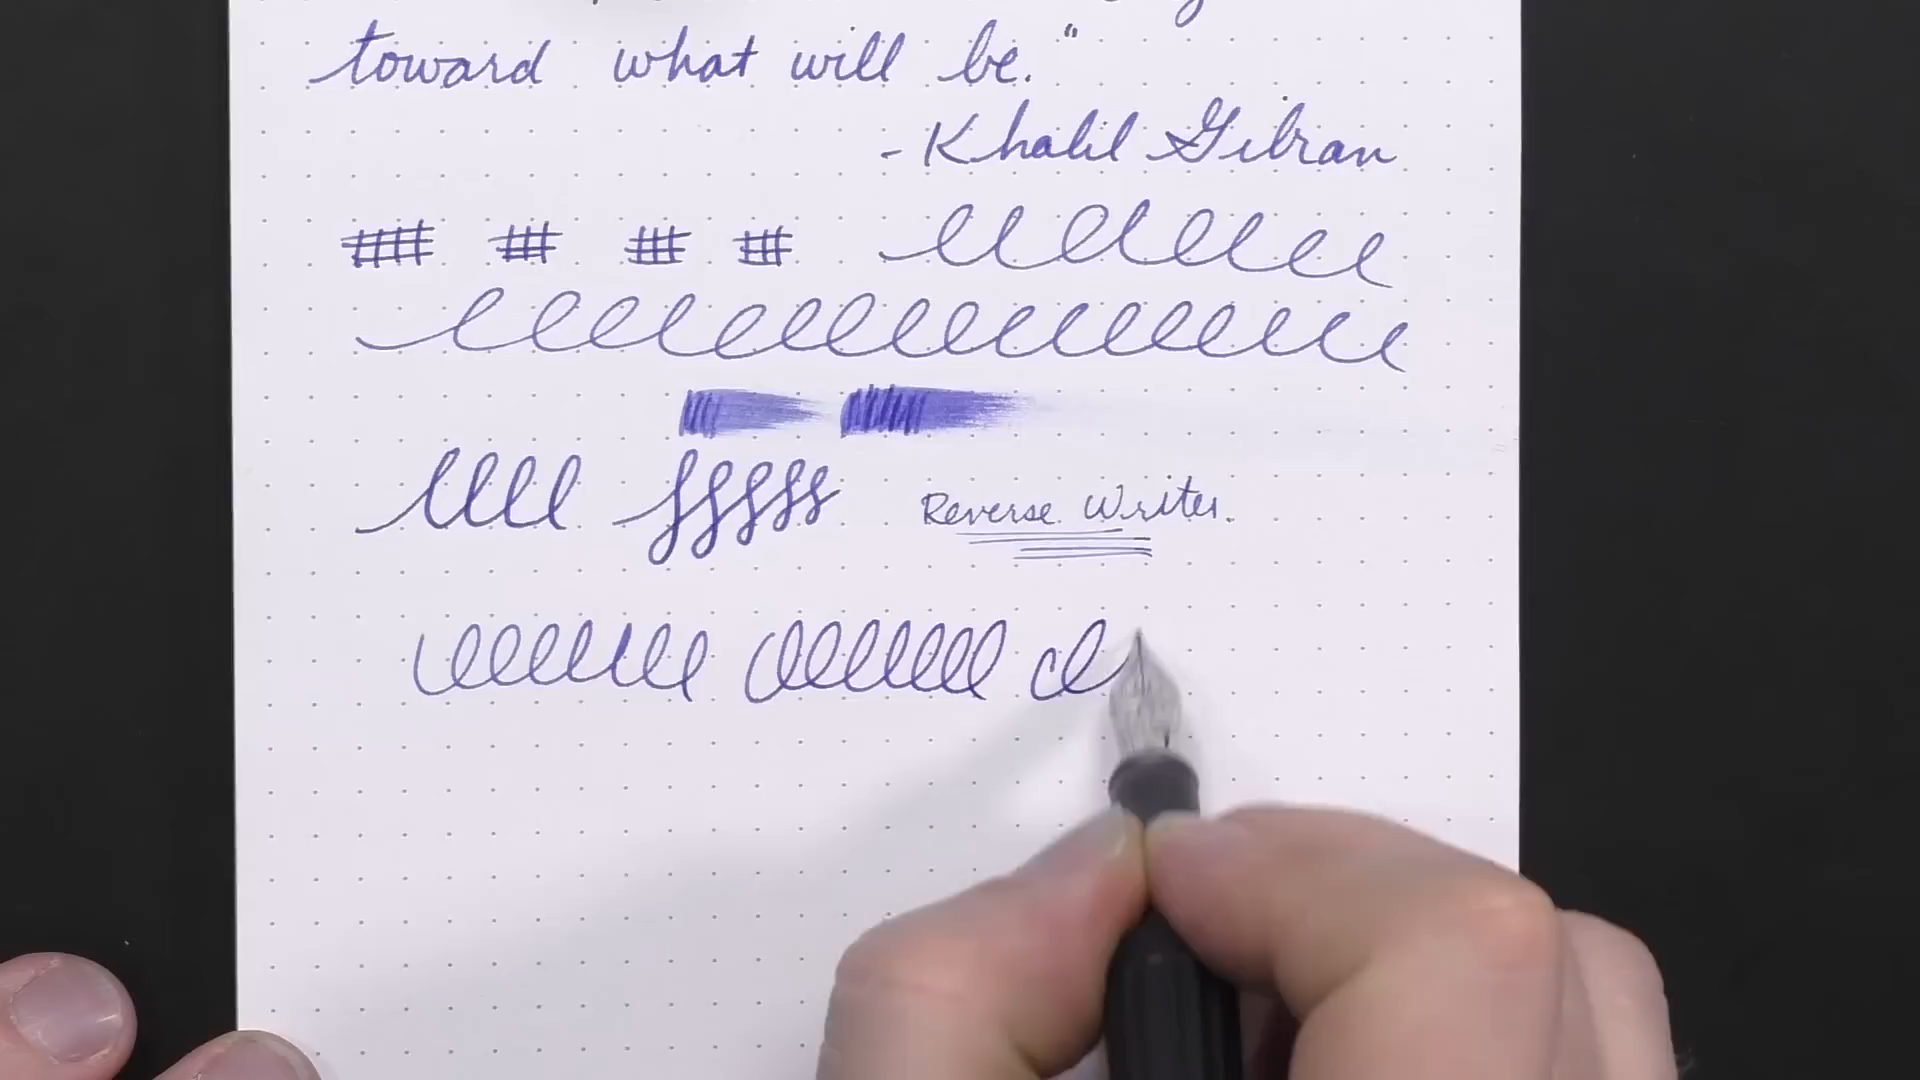 toward what will be."
- Khalil Gibran
Reverse Writer.